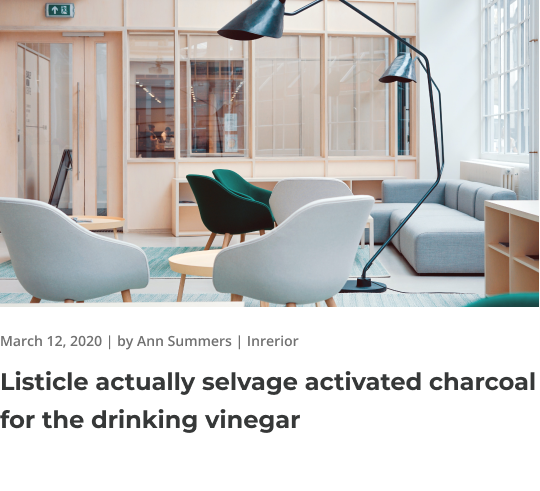 March 12, 2020 | by Ann Summers | Inrerior
Listicle actually selvage activated charcoal
for the drinking vinegar